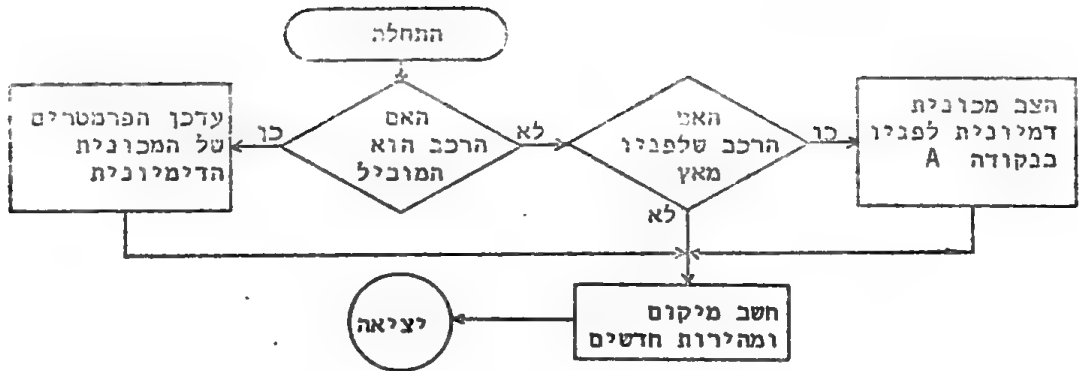 התחלה
האם
הרכב הוא
המוביל
כן
עדכן הפרמטרים
של המכונית
הדימיונית
לא
האם
הרכב שלפניו
מאץ
כן
הצב מכונית
דמיונית לפניו
בנקודה A
לא
חשב מיקום
ומהירות חדשים
יציאה